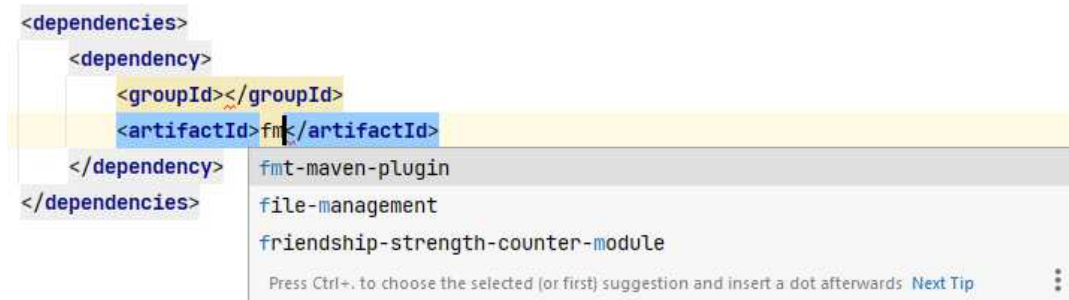 <dependencies>
<dependency>
<groupId></groupId>
<artifactId>fm</artifactId>
</dependency>
</dependencies>
fmt-maven-plugin
file-management
friendship-strength-counter-module
Press Ctrl+. to choose the selected (or first) suggestion and insert a dot afterwards Next Tip